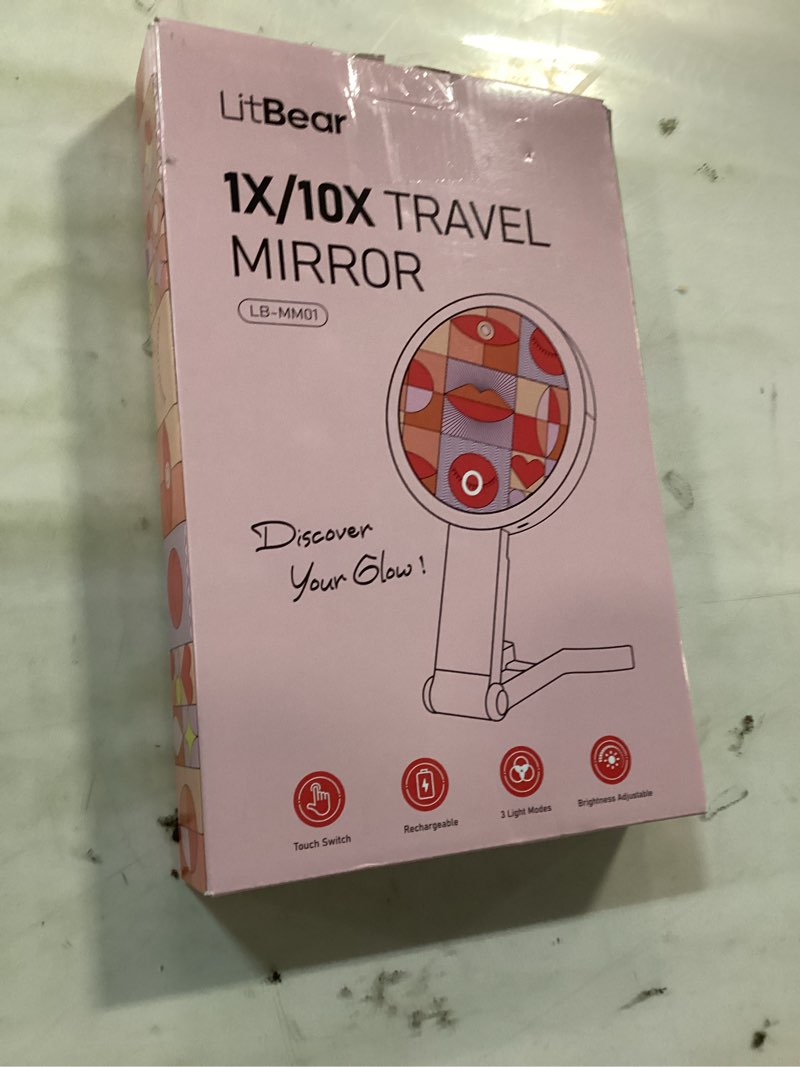 LitBear
1X/10X TRAVEL
MIRROR
LB-MM01
Discover
Your Glow!
Touch Switch
Rechargeable
3 Light Modes
Brightness Adjustable